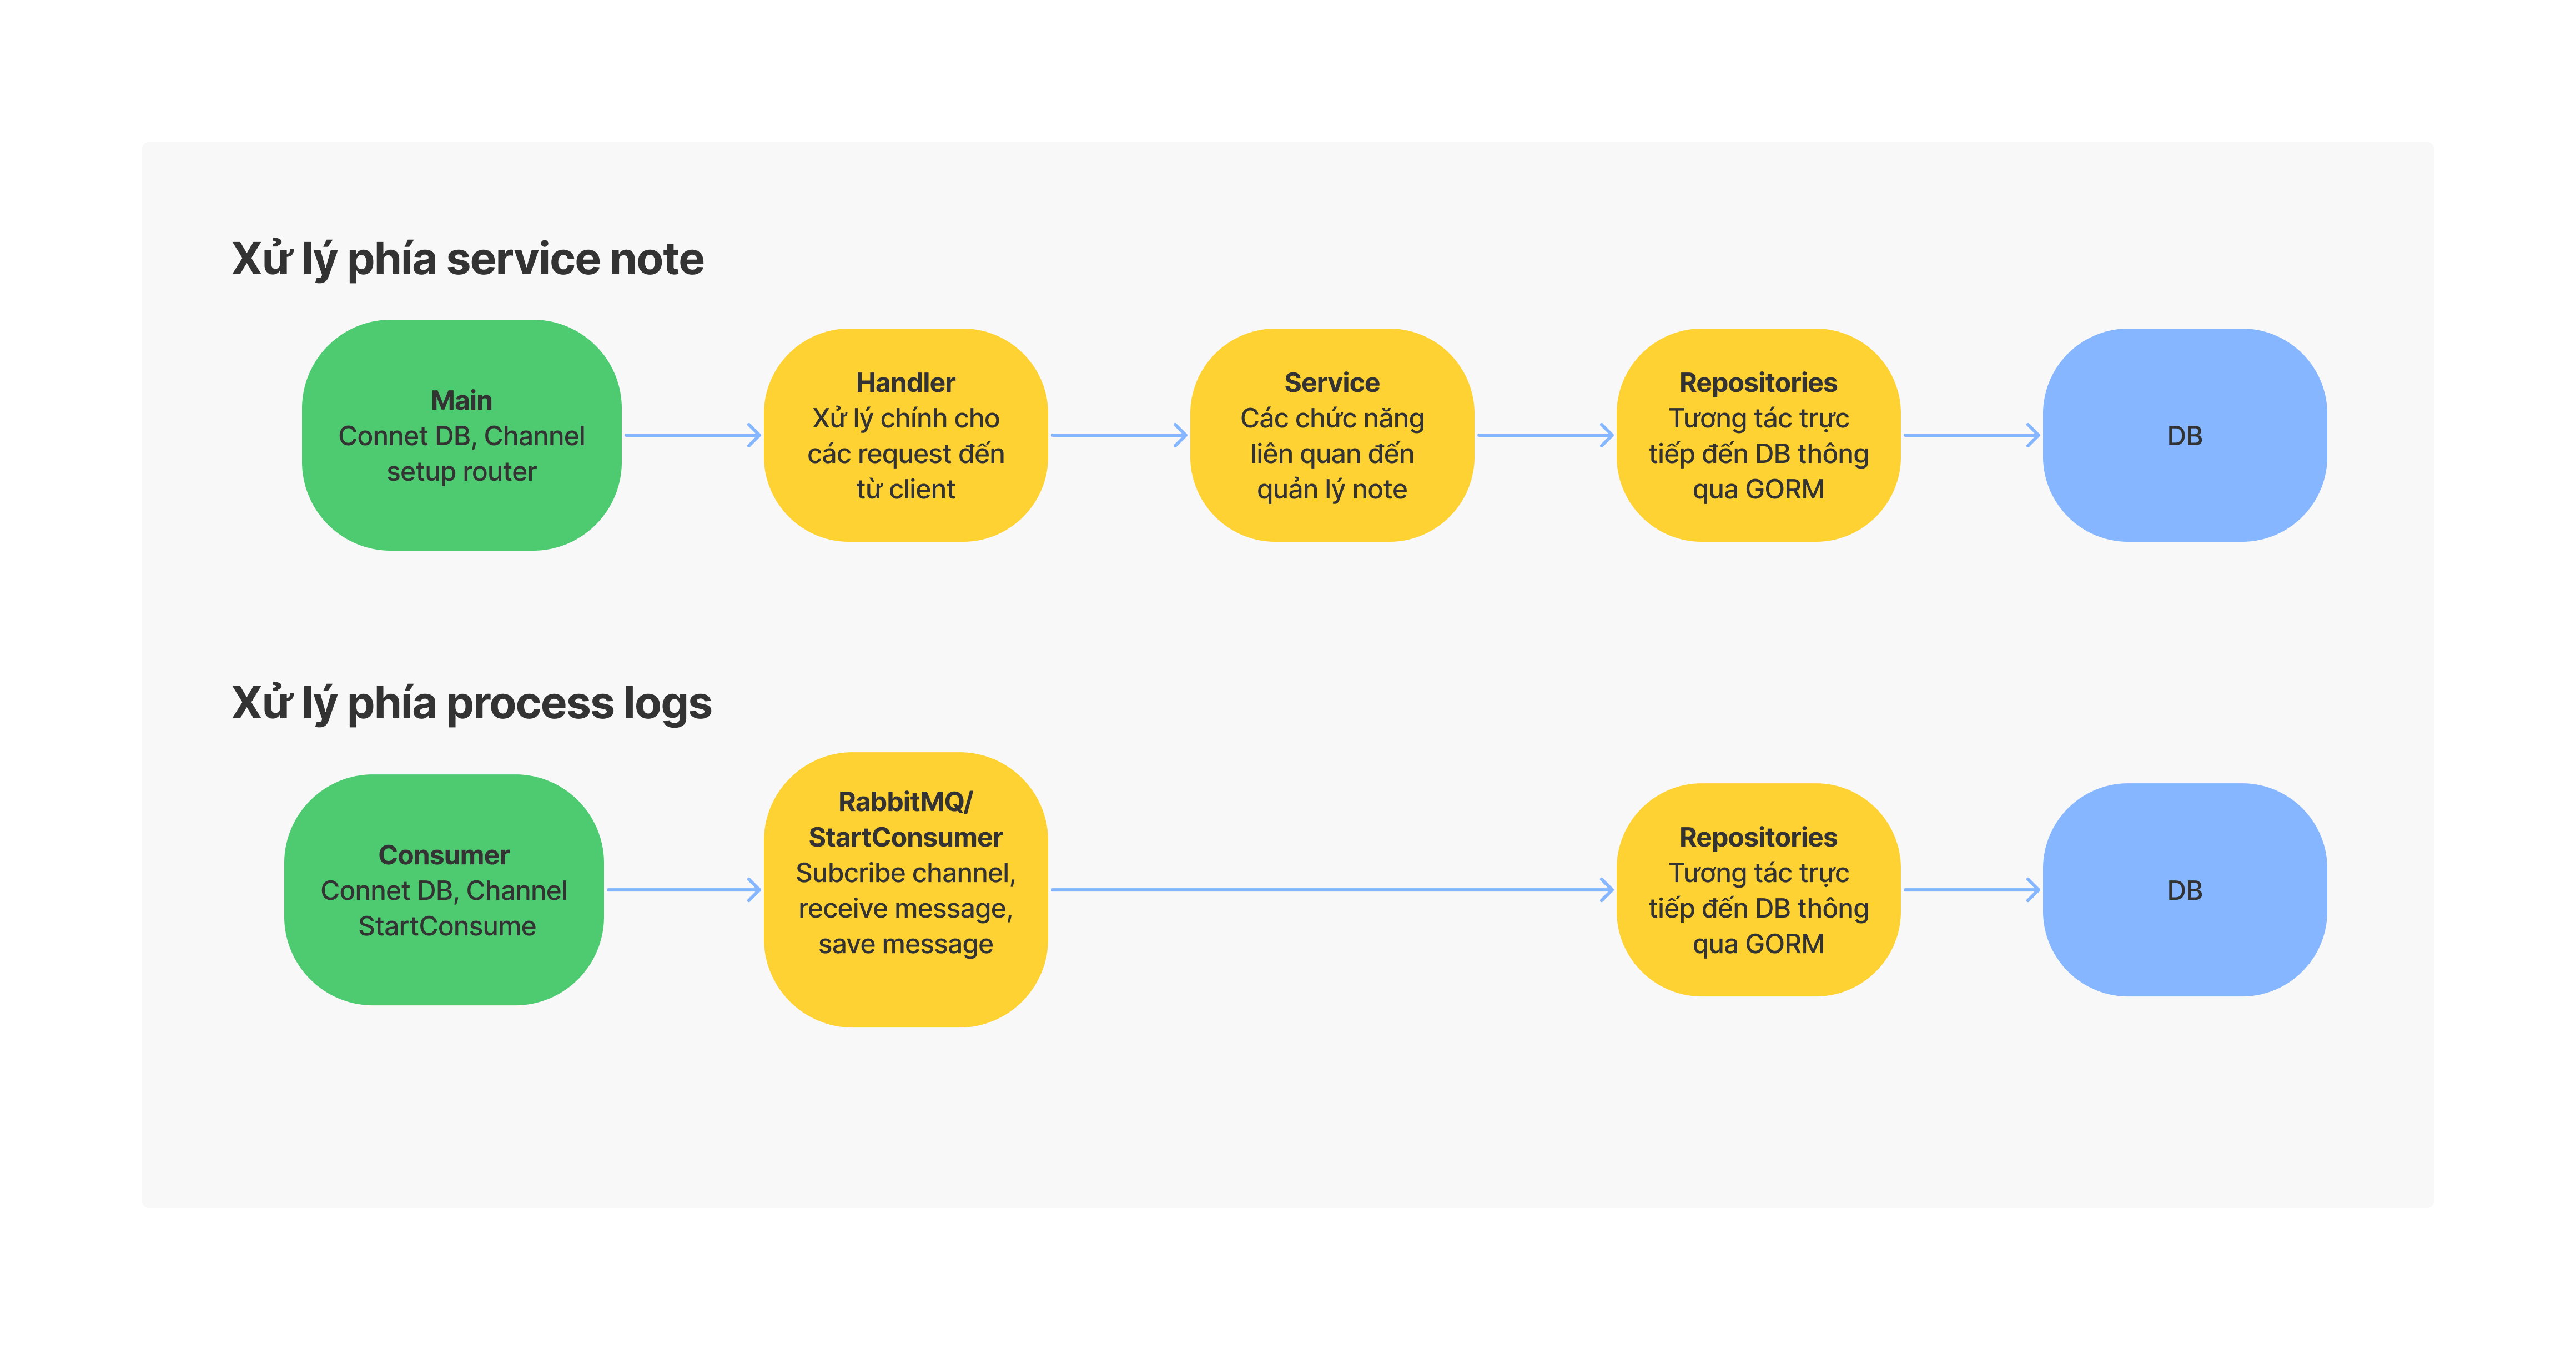 Xử lý phía service note
Main
Connet DB, Channel
setup router
Handler
Xử lý chính cho
các request đến
từ client
Service
Các chức năng
liên quan đến
quản lý note
Repositories
Tương tác trực
tiếp đến DB thông
qua GORM
DB
Xử lý phía process logs
Consumer
Connet DB, Channel
StartConsume
RabbitMQ/
StartConsumer
Subcribe channel,
receive message,
save message
Repositories
Tương tác trực
tiếp đến DB thông
qua GORM
DB